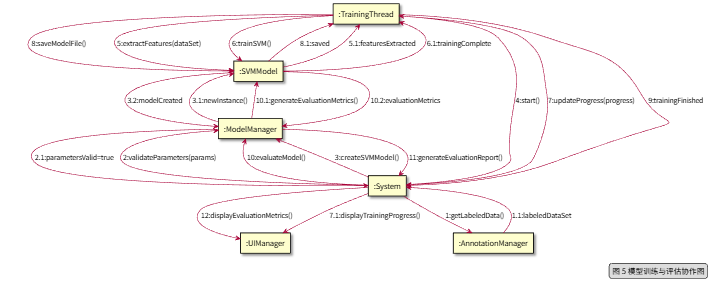 :TrainingThread
8:saveModelFile()
5:extractFeatures(dataSet)
6:trainSVM()
8.1:saved
5.1:featuresExtracted
6.1:trainingComplete
:SVMModel
3.2:modelCreated
3.1:newInstance()
10.1:generateEvaluationMetrics()
10.2:evaluationMetrics
4:start()
7:updateProgress(progress)
9:trainingFinished
:ModelManager
2.1:parametersValid=true
2:validateParameters(params)
10:evaluateModel()
3:createSVMModel()
11:generateEvaluationReport()
:System
12:displayEvaluationMetrics()
7.1:displayTrainingProgress()
1:getLabeledData()
1.1:labeledDataSet
:UIManager
:AnnotationManager
图 5 模型训练与评估协作图